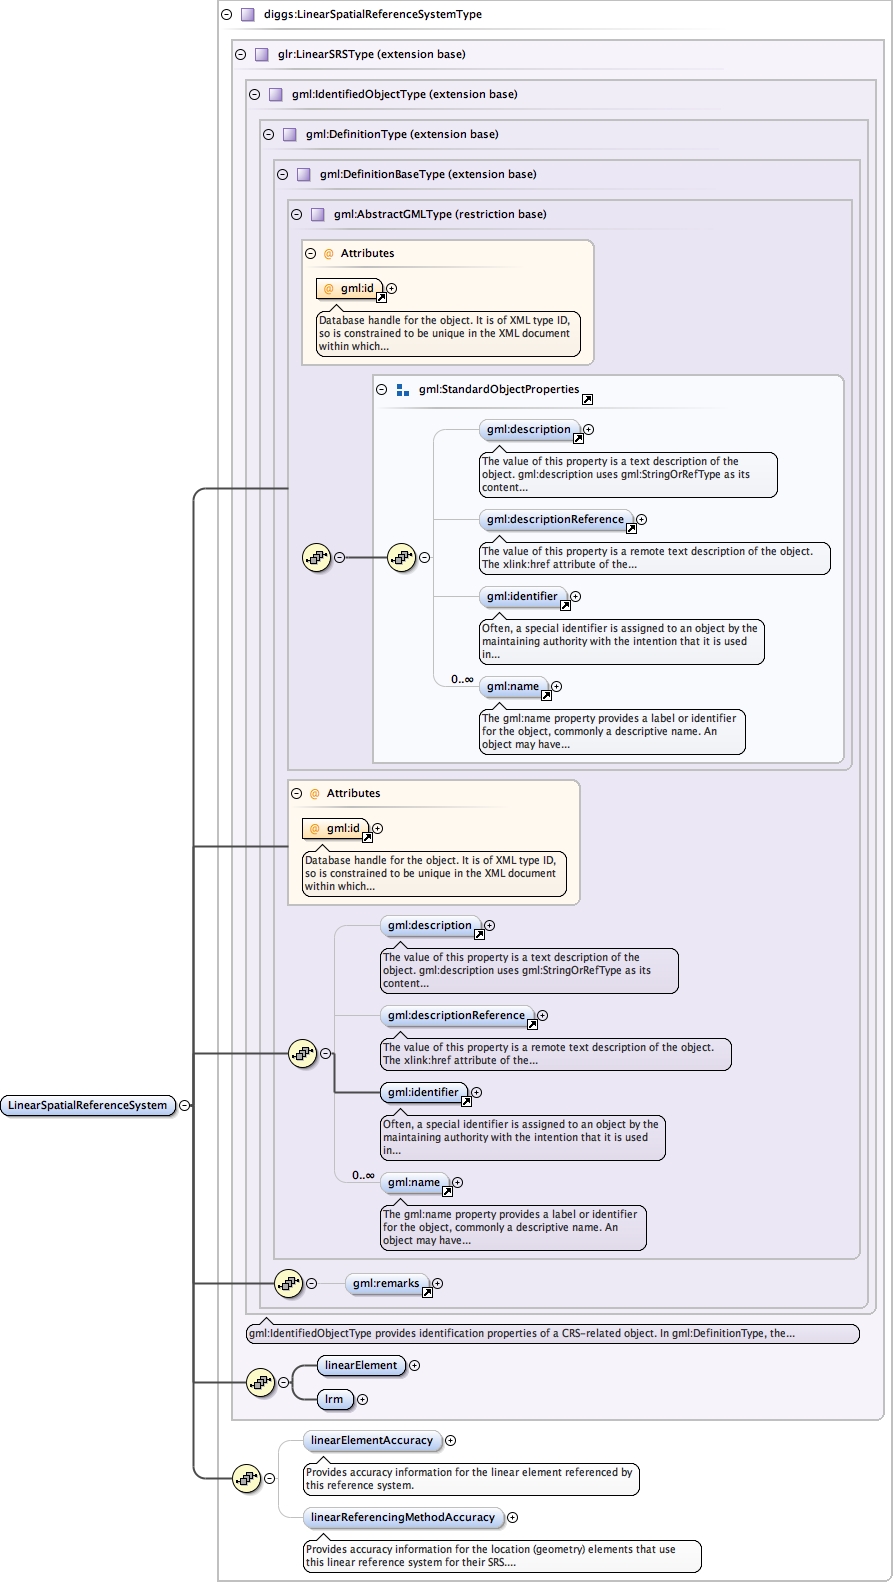 diggs:LinearSpatialReferenceSystemType
glr:LinearSRSType (extension base)
gml:IdentifiedObjectType (extension base)
gml:DefinitionType (extension base)
gml:DefinitionBaseType (extension base)
gml:AbstractGMLType (restriction base)
@ Attributes
@ gml:id
Database handle for the object. It is of XML type ID,
so is constrained to be unique in the XML document
within which...
gml:StandardObjectProperties
gml:description
The value of this property is a text description of the
object. gml:description uses gml:StringOrRefType as its
content...
gml:descriptionReference
The value of this property is a remote text description of the object.
The xlink:href attribute of the...
gml:identifier
Often, a special identifier is assigned to an object by the
maintaining authority with the intention that it is used
in...
0..∞
gml:name
The gml:name property provides a label or identifier
for the object, commonly a descriptive name. An
object may have...
@ Attributes
@ gml:id
Database handle for the object. It is of XML type ID,
so is constrained to be unique in the XML document
within which...
gml:description
The value of this property is a text description of the
object. gml:description uses gml:StringOrRefType as its
content...
gml:descriptionReference
The value of this property is a remote text description of the object.
The xlink:href attribute of the...
gml:identifier
LinearSpatialReferenceSystem
Often, a special identifier is assigned to an object by the
maintaining authority with the intention that it is used
in...
0..∞
gml:name
The gml:name property provides a label or identifier
for the object, commonly a descriptive name. An
object may have...
gml:remarks
gml:IdentifiedObjectType provides identification properties of a CRS-related object. In gml:DefinitionType, the...
linearElement
lrm
linearElementAccuracy
Provides accuracy information for the linear element referenced by
this reference system.
linearReferencingMethodAccuracy
Provides accuracy information for the location (geometry) elements that use
this linear reference system for their SRS....